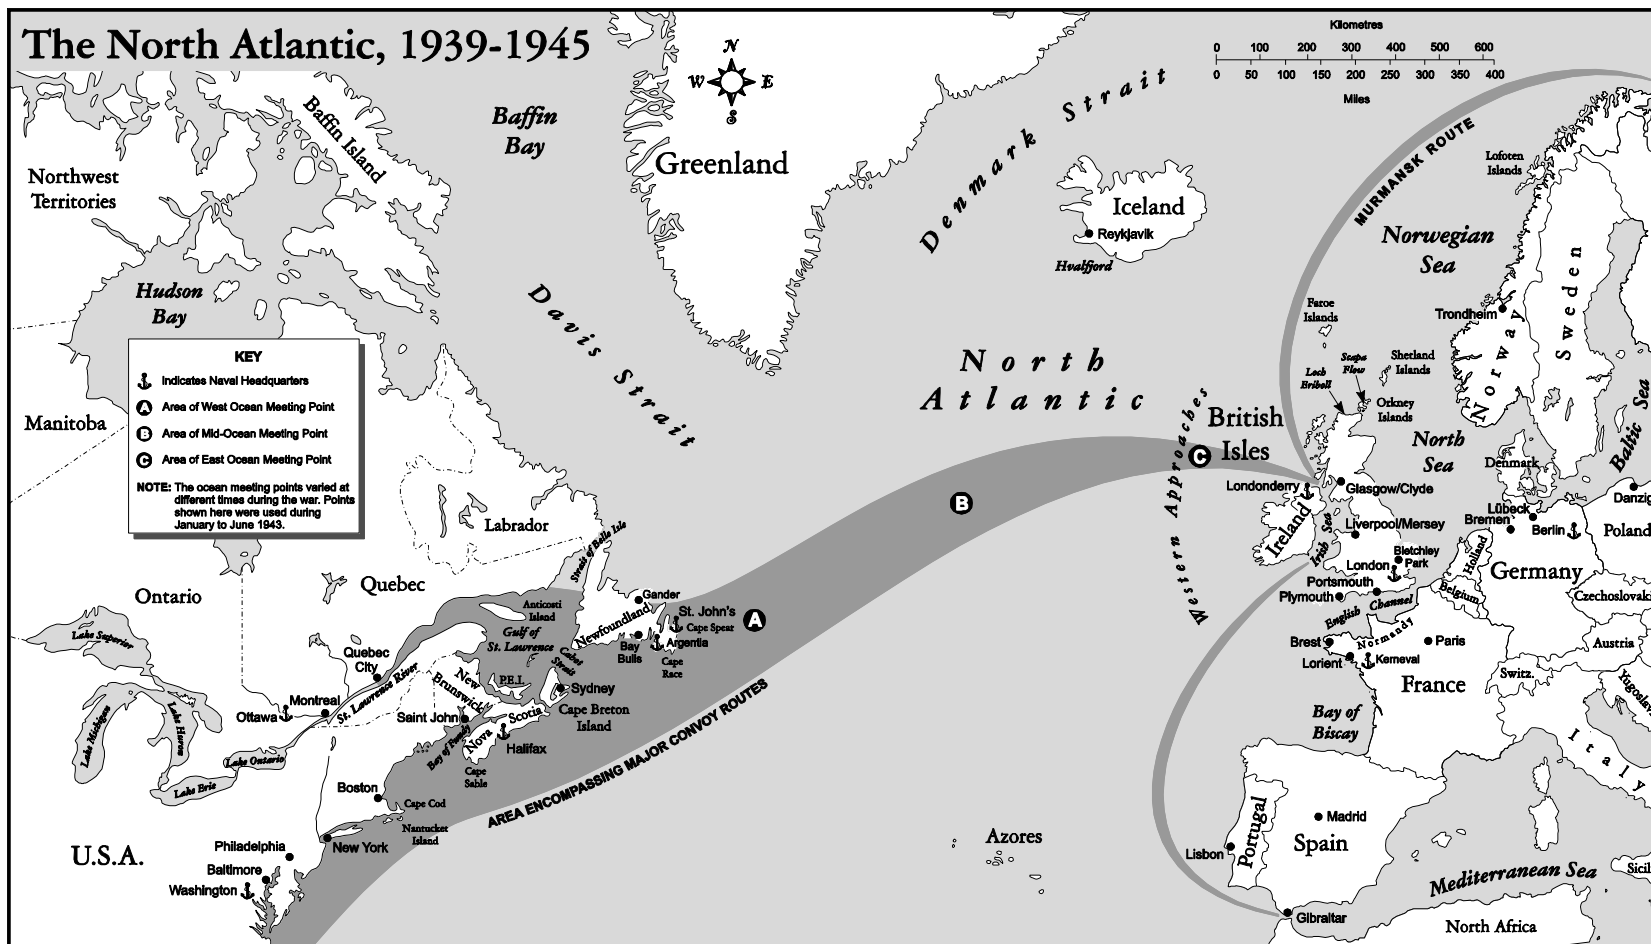 The North Atlantic, 1939-1945
N
W
E
S
Kilometres
0 100 200 300 400 500 600
0 50 100 150 200 250 300 350 400
Miles
Baffin Island
Baffin
Bay
Greenland
Denmark Strait
Iceland
Reykjavik
Hvalfjord
MURMANSK ROUTE
Lofoten
Islands
Norwegian
Sea
Northwest
Territories
Hudson
Bay
Davis Strait
Faroe
Islands
Trondheim
Norway
Sweden
KEY
Indicates Naval Headquarters
A Area of West Ocean Meeting Point
B Area of Mid-Ocean Meeting Point
C Area of East Ocean Meeting Point
NOTE: The ocean meeting points varied at
different times during the war. Points
shown here were used during
January to June 1943.
Manitoba
North
Atlantic
Western Approaches
British
Isles
Loch
Eriboll
Scapa
Flow
Shetland
Islands
Orkney
Islands
North
Sea
Baltic Sea
Denmark
C
B
A
Londonderry
Glasgow/Clyde
Ireland
Irish Sea
Liverpool/Mersey
Bletchley
Park
London
Portsmouth
Plymouth
English Channel
Holland
Belgium
Lübeck
Bremen
Berlin
Danzig
Poland
Germany
Czechoslovaki
Austria
Switz.
Yugoslav
Italy
Brest
Normandy
Paris
Lorient
Kerneval
France
Bay of
Biscay
Labrador
Strait of Belle Isle
Quebec
Ontario
Lake Superior
Lake Michigan
Lake Huron
Lake Erie
Lake Ontario
Anticosti
Island
Gulf of
St. Lawrence
Gander
Newfoundland
St. John's
Cape Spear
Argentia
Bay
Bulls
Cape
Race
Cabot
Strait
Quebec
City
St. Lawrence River
Montreal
Ottawa
New
Brunswick
P.E.I.
Sydney
Cape Breton
Island
Saint John
Bay of Fundy
Nova
Scotia
Halifax
Cape
Sable
AREA ENCOMPASSING MAJOR CONVOY ROUTES
Boston
Cape Cod
Nantucket
Island
New York
Philadelphia
Baltimore
Washington
U.S.A.
Azores
Portugal
Lisbon
Madrid
Spain
Gibraltar
Mediterranean Sea
Sicil
North Africa